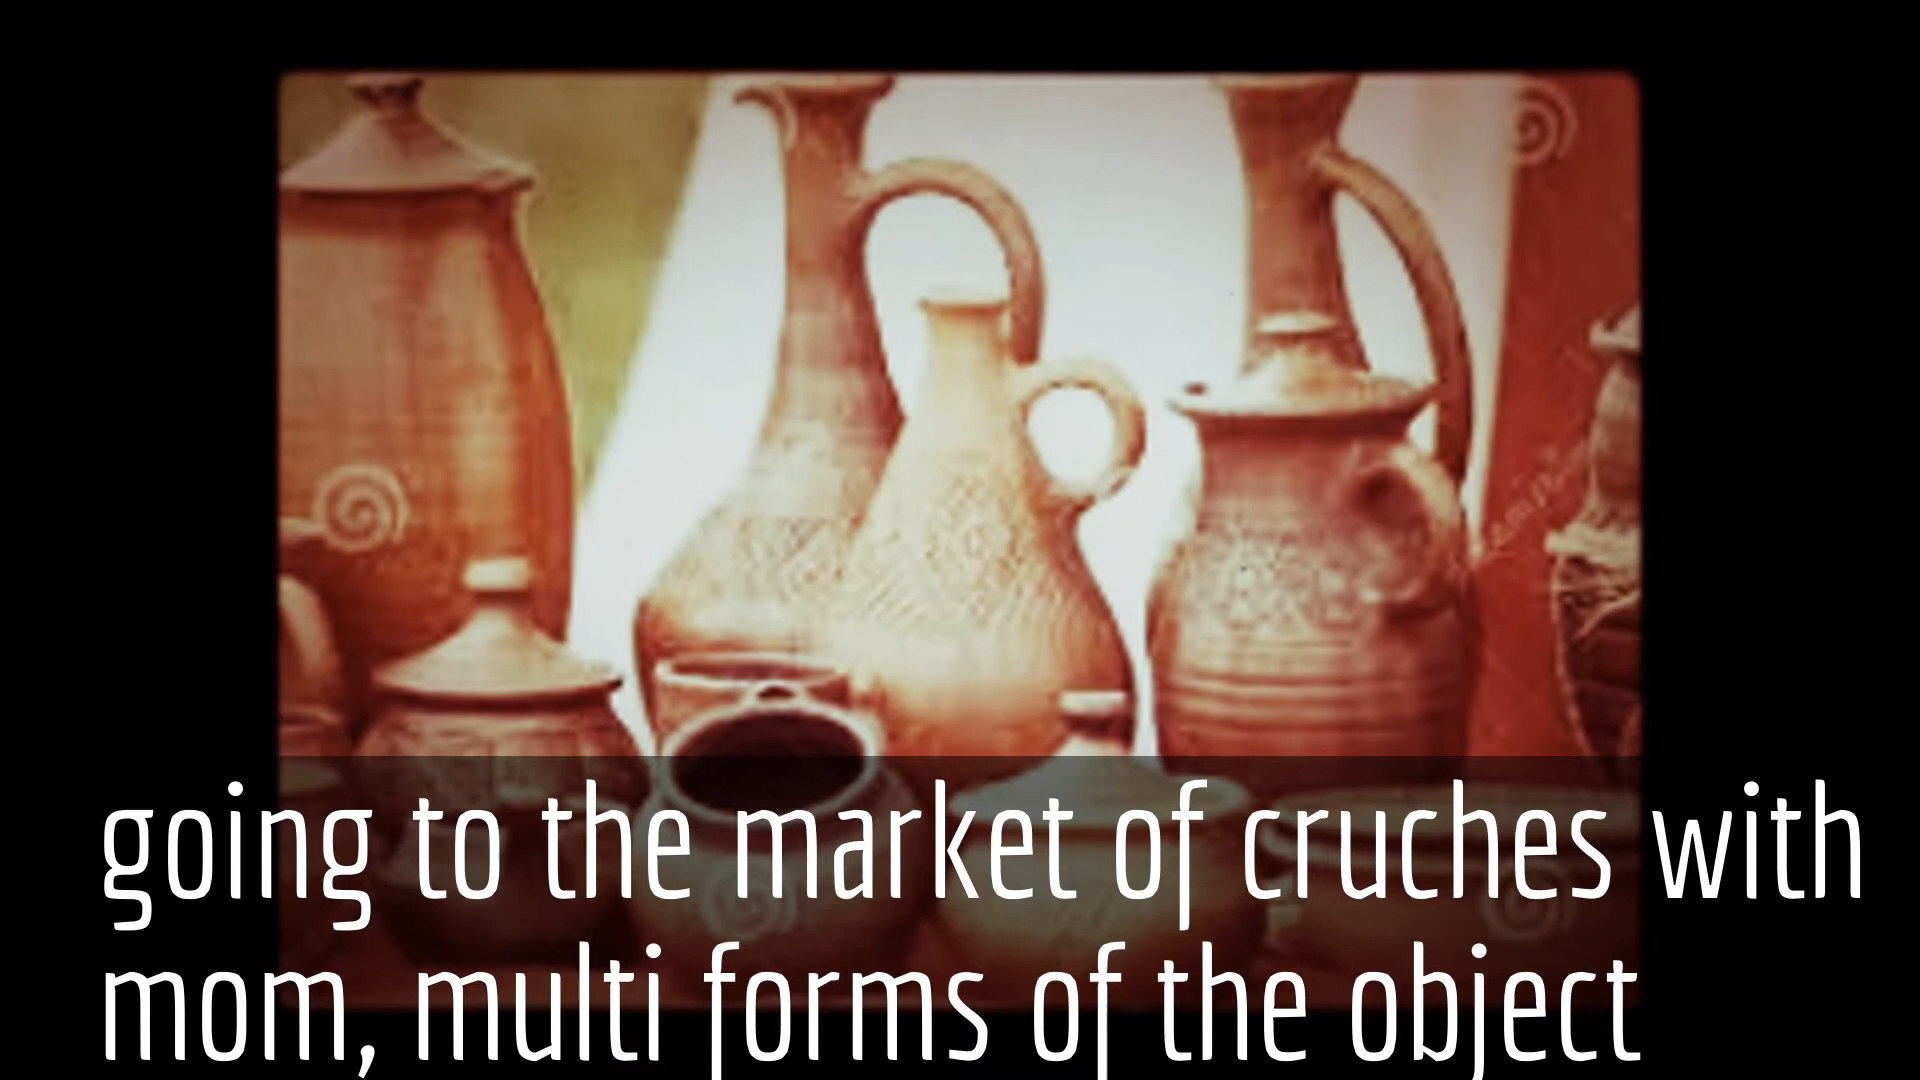 going to the market of cruches with
mom, multi forms of the object